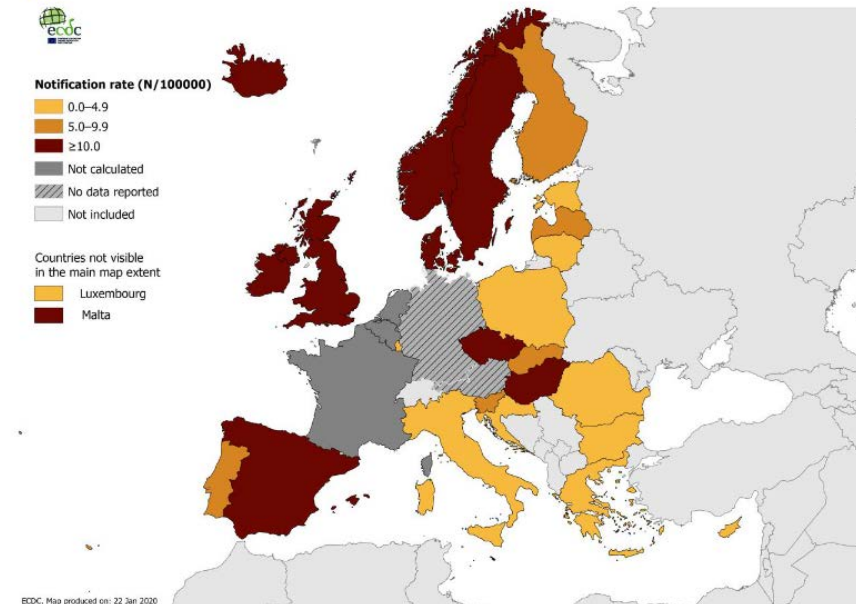 ecdc
Notification rate (N/100000)
0.0–4.9
5.0–9.9
≥10.0
Not calculated
No data reported
Not included
Countries not visible
in the main map extent
Luxembourg
Malta
ECDC. Map produced on: 22 Jan 2020